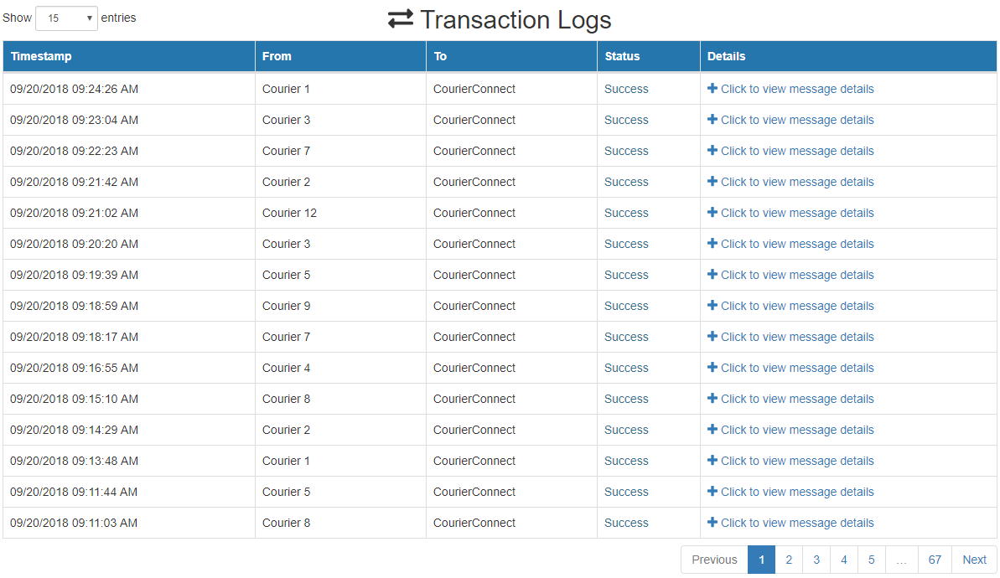 Show 15 entries
Transaction Logs
Timestamp From To Status Details
09/20/2018 09:24:26 AM Courier 1 CourierConnect Success Click to view message details
09/20/2018 09:23:04 AM Courier 3 CourierConnect Success Click to view message details
09/20/2018 09:22:23 AM Courier 7 CourierConnect Success Click to view message details
09/20/2018 09:21:42 AM Courier 2 CourierConnect Success Click to view message details
09/20/2018 09:21:02 AM Courier 12 CourierConnect Success Click to view message details
09/20/2018 09:20:20 AM Courier 3 CourierConnect Success Click to view message details
09/20/2018 09:19:39 AM Courier 5 CourierConnect Success Click to view message details
09/20/2018 09:18:59 AM Courier 9 CourierConnect Success Click to view message details
09/20/2018 09:18:17 AM Courier 7 CourierConnect Success Click to view message details
09/20/2018 09:16:55 AM Courier 4 CourierConnect Success Click to view message details
09/20/2018 09:15:10 AM Courier 8 CourierConnect Success Click to view message details
09/20/2018 09:14:29 AM Courier 2 CourierConnect Success Click to view message details
09/20/2018 09:13:48 AM Courier 1 CourierConnect Success Click to view message details
09/20/2018 09:11:44 AM Courier 5 CourierConnect Success Click to view message details
09/20/2018 09:11:03 AM Courier 8 CourierConnect Success Click to view message details
Previous 1 2 3 4 5 … 67 Next